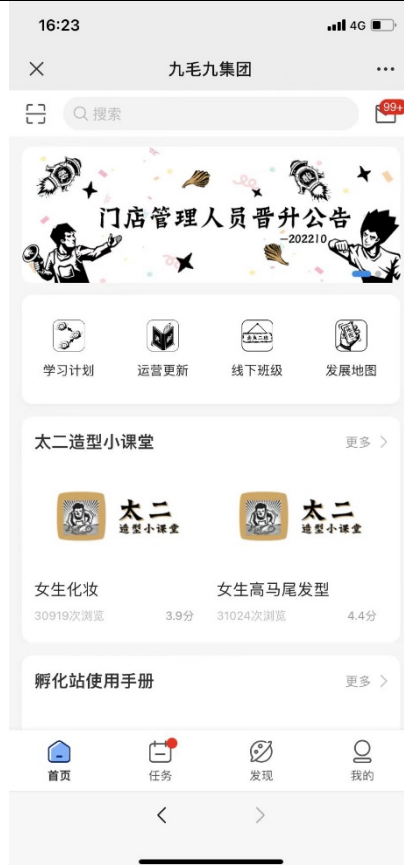 16:23
4G
九毛九集团
搜索
99+
门店管理人员晋升公告
-202210
太二二班
学习计划
运营更新
线下班级
发展地图
太二造型小课堂
更多
太二
造型小课堂
太二
造型小课堂
女生化妆
女生高马尾发型
30919次浏览
3.9分
31024次浏览
4.4分
孵化站使用手册
更多
首页
任务
发现
我的